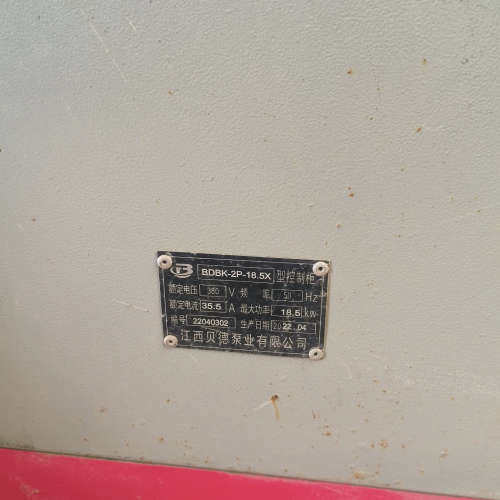 BDBK-2P-18.5X 型控制柜
额定电压 380 V 频 率 50 Hz
额定电流 35.5 A 最大功率 18.5 kw
编号 22040302 生产日期 2022.04
江西贝德泵业有限公司